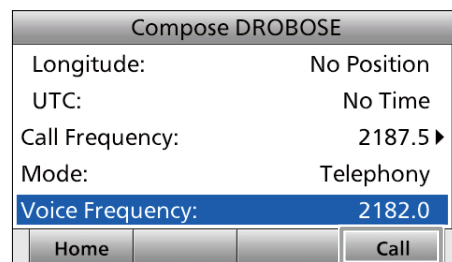 Compose DROBOSE
Longitude: No Position
UTC: No Time
Call Frequency: 2187.5
Mode: Telephony
Voice Frequency: 2182.0
Home Call